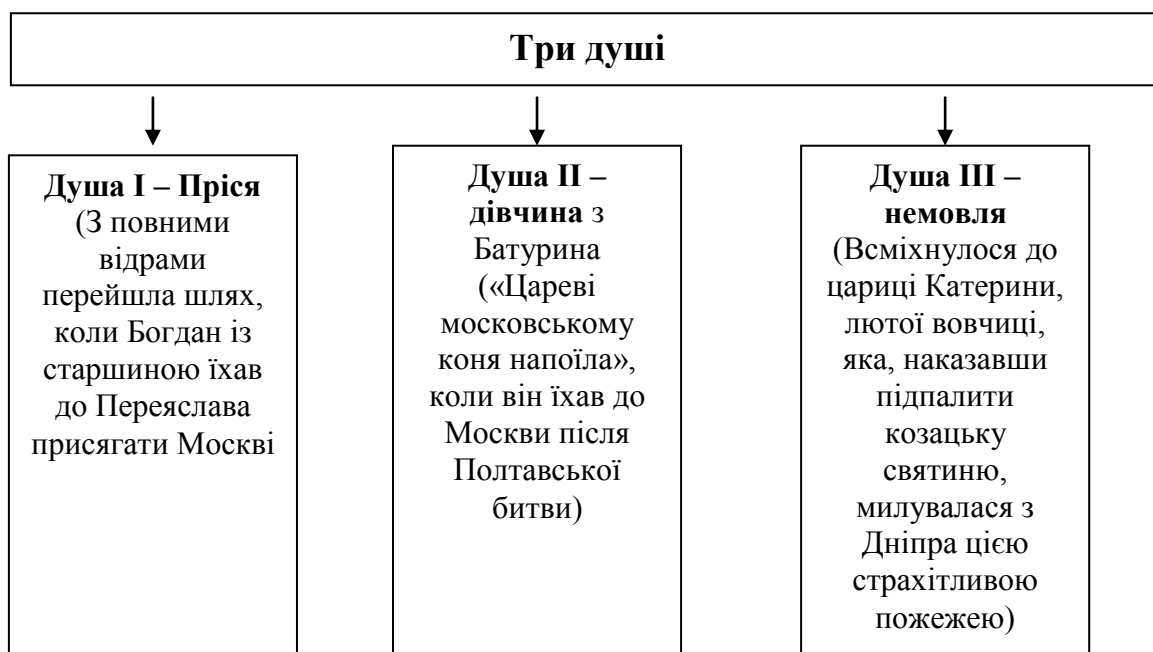 Три душі
Душа І – Пріся
(З повними
відрами
перейшла шлях,
коли Богдан із
старшиною їхав
до Переяслава
присягати Москві
Душа ІІ –
дівчина з
Батурина
(«Цареві
московському
коня напоїла»,
коли він їхав до
Москви після
Полтавської
битви)
Душа ІІІ –
немовля
(Всміхнулося до
цариці Катерини,
лютої вовчиці,
яка, наказавши
підпалити
козацьку
святиню,
милувалася з
Дніпра цією
страхітливою
пожежею)